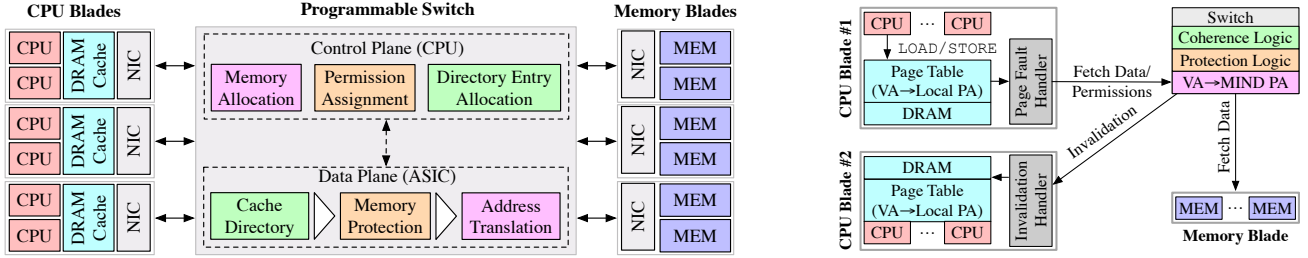 CPU Blades
CPU
CPU
DRAM
Cache
NIC
CPU
CPU
DRAM
Cache
NIC
CPU
CPU
DRAM
Cache
NIC
Programmable Switch
Control Plane (CPU)
Memory
Allocation
Permission
Assignment
Directory Entry
Allocation
Data Plane (ASIC)
Cache
Directory
Memory
Protection
Address
Translation
Memory Blades
NIC
MEM
MEM
NIC
MEM
MEM
NIC
MEM
MEM
CPU Blade #1
CPU ... CPU
LOAD/STORE
Page Table
(VA→Local PA)
DRAM
Page Fault
Handler
Fetch Data/
Permissions
Switch
Coherence Logic
Protection Logic
VA→MIND PA
Invalidation
Fetch Data
CPU Blade #2
DRAM
Page Table
(VA→Local PA)
CPU ... CPU
Invalidation
Handler
MEM ... MEM
Memory Blade